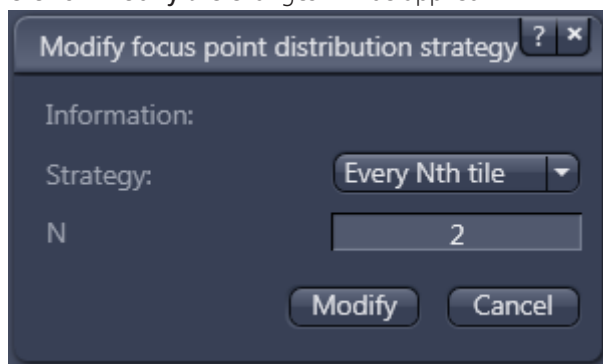 Modify focus point distribution strategy ? ×
Information:
Strategy: Every Nth tile
N 2
Modify Cancel